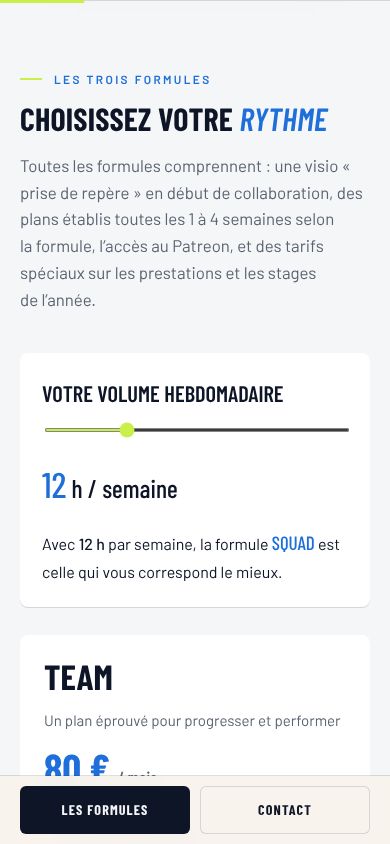 LES TROIS FORMULES
CHOISISSEZ VOTRE RYTHME
Toutes les formules comprennent : une visio «
prise de repère » en début de collaboration, des
plans établis toutes les 1 à 4 semaines selon
la formule, l’accès au Patreon, et des tarifs
spéciaux sur les prestations et les stages
de l’année.
VOTRE VOLUME HEBDOMADAIRE
12 h / semaine
Avec 12 h par semaine, la formule SQUAD est
celle qui vous correspond le mieux.
TEAM
Un plan éprouvé pour progresser et performer
80 € / mois
LES FORMULES
CONTACT